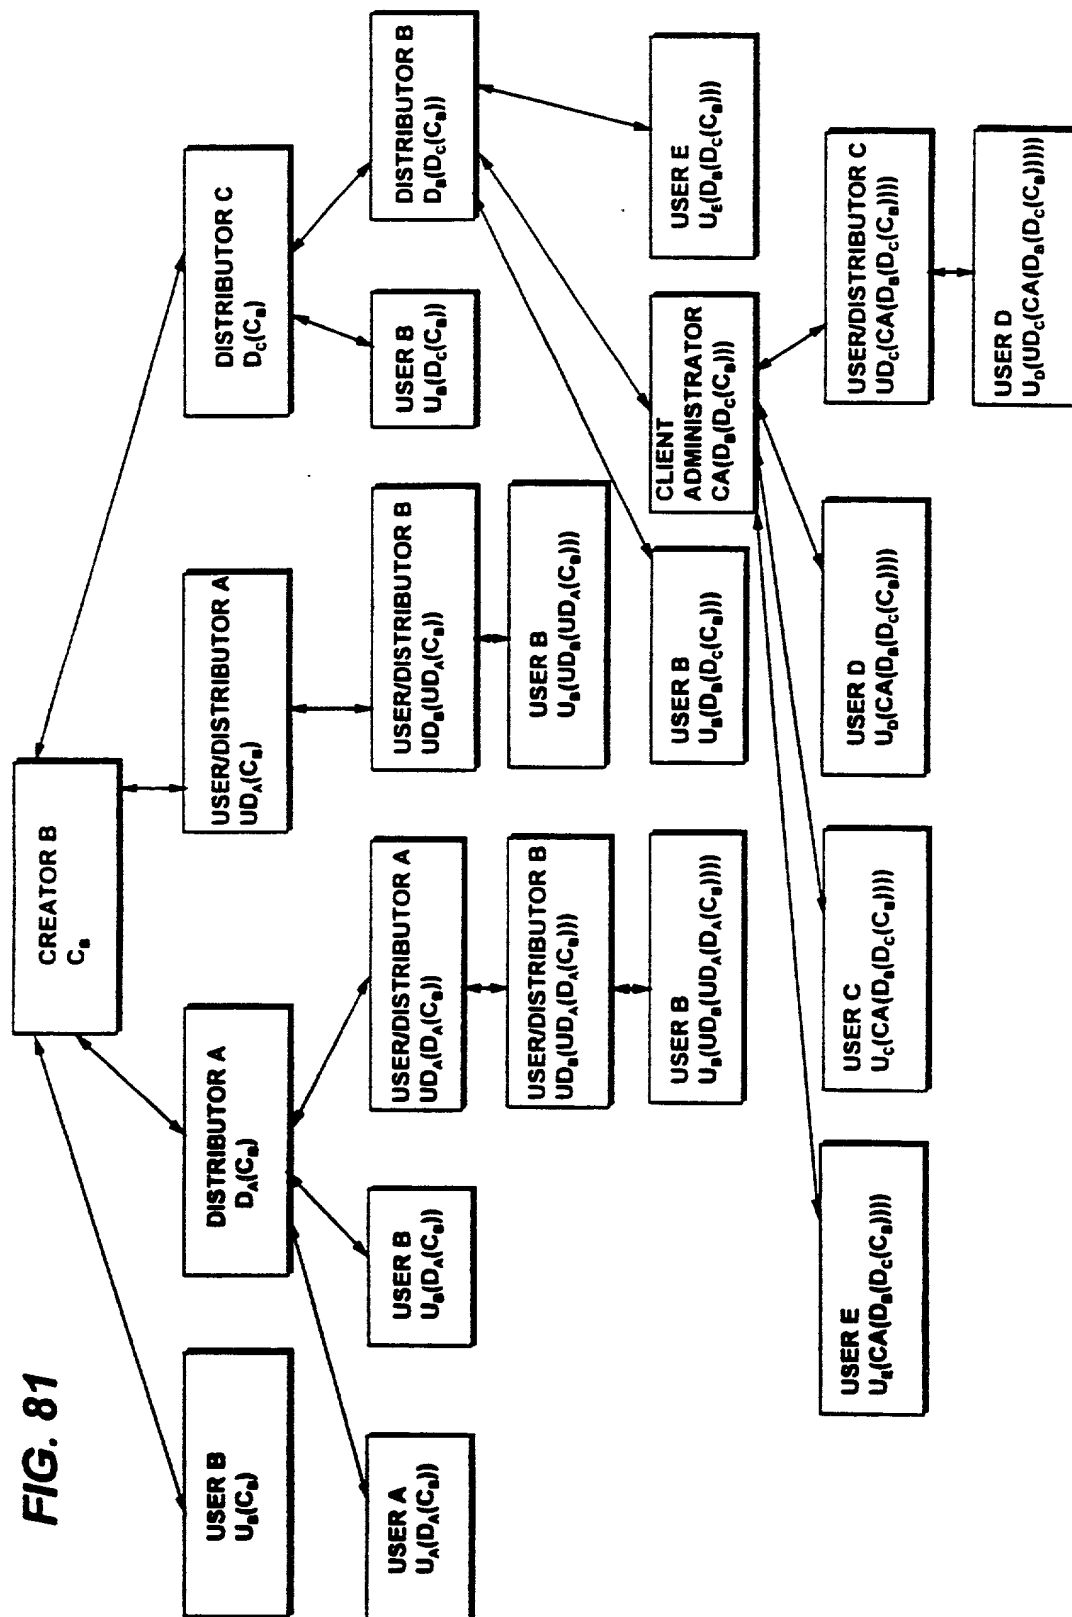 FIG. 81
CREATOR B
C_B
USER B
U_B(C_B)
DISTRIBUTOR A
D_A(C_B)
USER/DISTRIBUTOR A
UD_A(C_B)
DISTRIBUTOR C
D_C(C_B)
USER A
U_A(D_A(C_B))
USER B
U_B(D_A(C_B))
USER/DISTRIBUTOR A
UD_A(D_A(C_B))
USER/DISTRIBUTOR B
UD_B(UD_A(C_B))
USER B
U_B(D_C(C_B))
DISTRIBUTOR B
D_B(D_C(C_B))
USER/DISTRIBUTOR B
UD_B(UD_A(D_A(C_B)))
USER B
U_B(UD_B(UD_A(C_B)))
USER B
U_B(UD_B(UD_A(D_A(C_B))))
USER B
U_B(D_B(D_C(C_B)))
CLIENT
ADMINISTRATOR
CA(D_B(D_C(C_B)))
USER E
U_E(D_B(D_C(C_B)))
USER E
U_E(CA(D_B(D_C(C_B))))
USER C
U_C(CA(D_B(D_C(C_B))))
USER D
U_D(CA(D_B(D_C(C_B))))
USER/DISTRIBUTOR C
UD_C(CA(D_B(D_C(C_B))))
USER D
U_D(UD_C(CA(D_B(D_C(C_B)))))